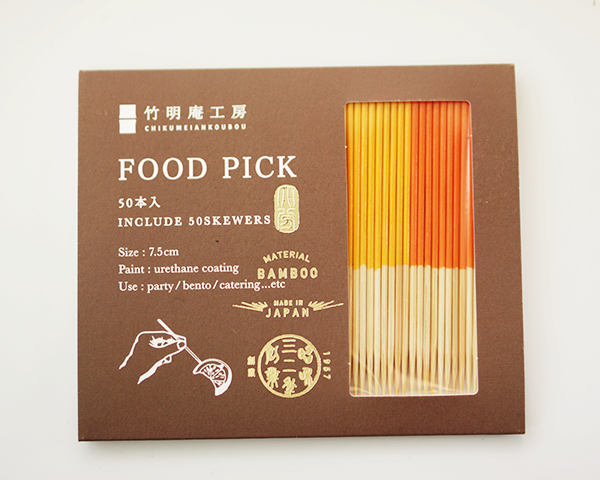 竹明庵工房
CHIKUMEIANKOUBOU
FOOD PICK
50本入
INCLUDE 50SKEWERS
Size : 7.5cm
Paint : urethane coating
Use : party / bento / catering...etc
MATERIAL
BAMBOO
MADE IN
JAPAN
1967